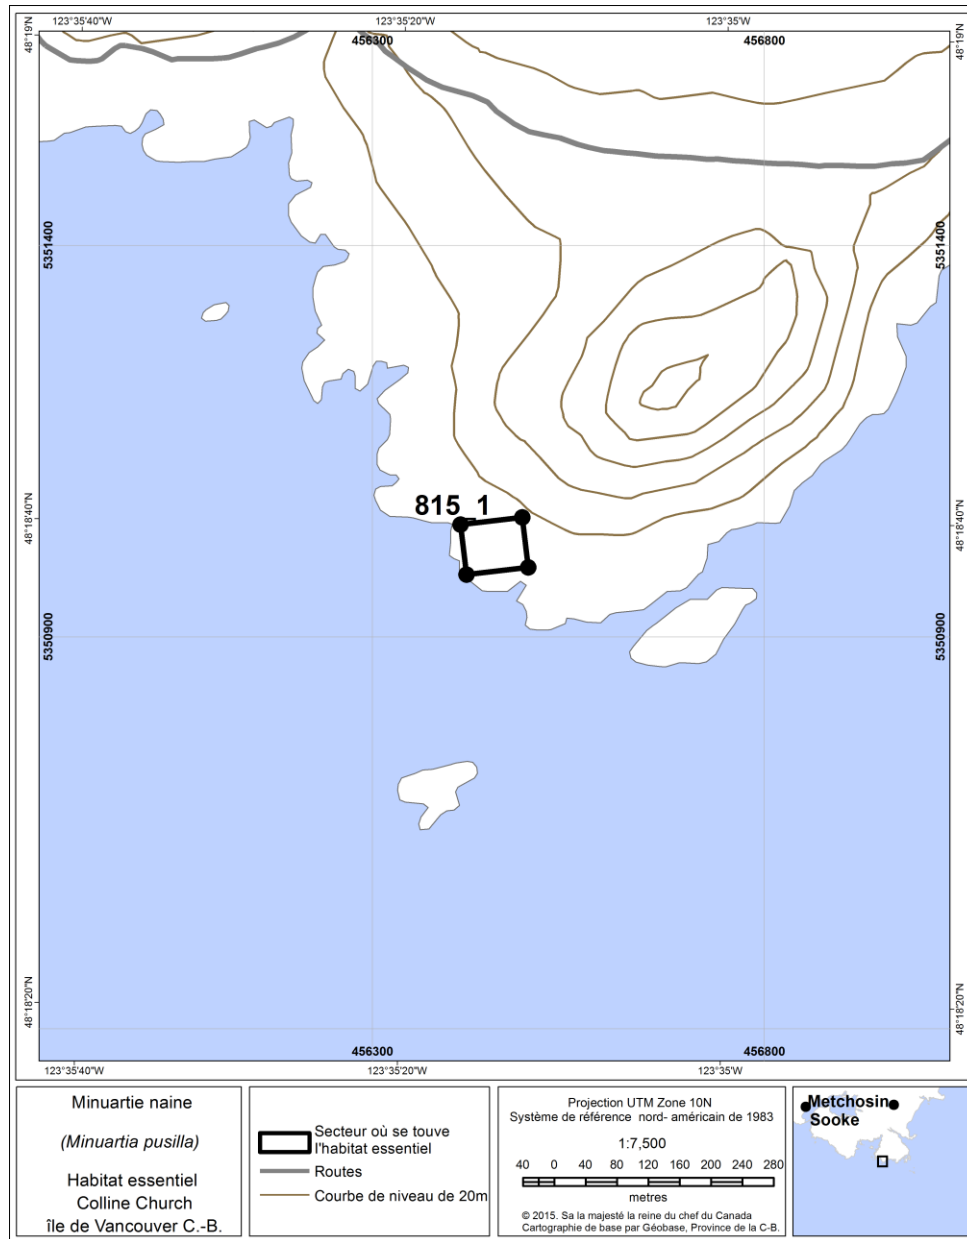 123°35'40"W
123°35'20"W
123°35'W
48°19'N
456300
456800
48°19'N
5351400
5351400
815_1
48°18'40"N
48°18'40"N
5350900
5350900
48°18'20"N
48°18'20"N
456300
456800
123°35'40"W
123°35'20"W
123°35'W
Minuartie naine
(Minuartia pusilla)
Habitat essentiel
Colline Church
île de Vancouver C.-B.
Secteur où se touve
l'habitat essentiel
Routes
Courbe de niveau de 20m
Projection UTM Zone 10N
Système de référence nord- américain de 1983
1:7,500
40 0 40 80 120 160 200 240 280
metres
© 2015. Sa la majesté la reine du chef du Canada
Cartographie de base par Géobase, Province de la C-B.
Metchosin
Sooke